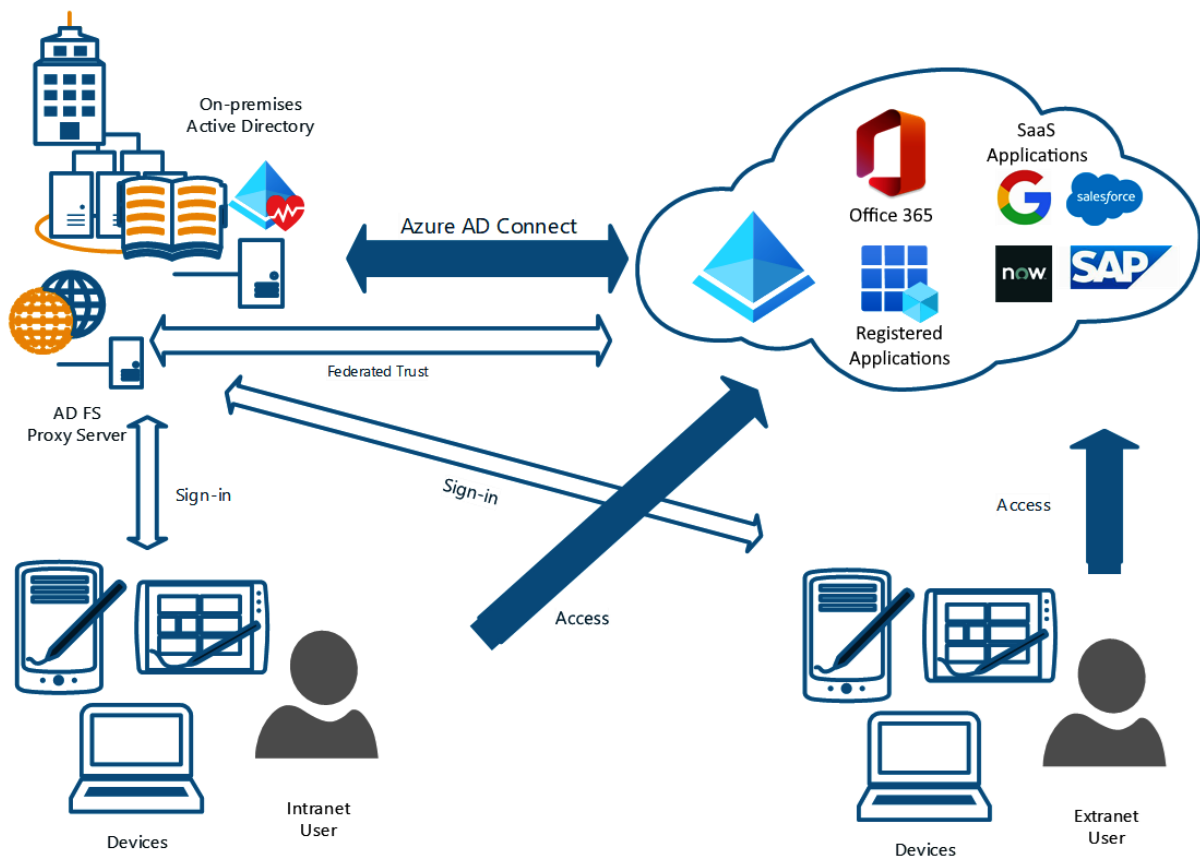 On-premises
Active Directory
Azure AD Connect
SaaS
Applications
Office 365
salesforce
now
SAP
Registered
Applications
Federated Trust
AD FS
Proxy Server
Sign-in
Sign-in
Access
Access
Intranet
User
Devices
Extranet
User
Devices